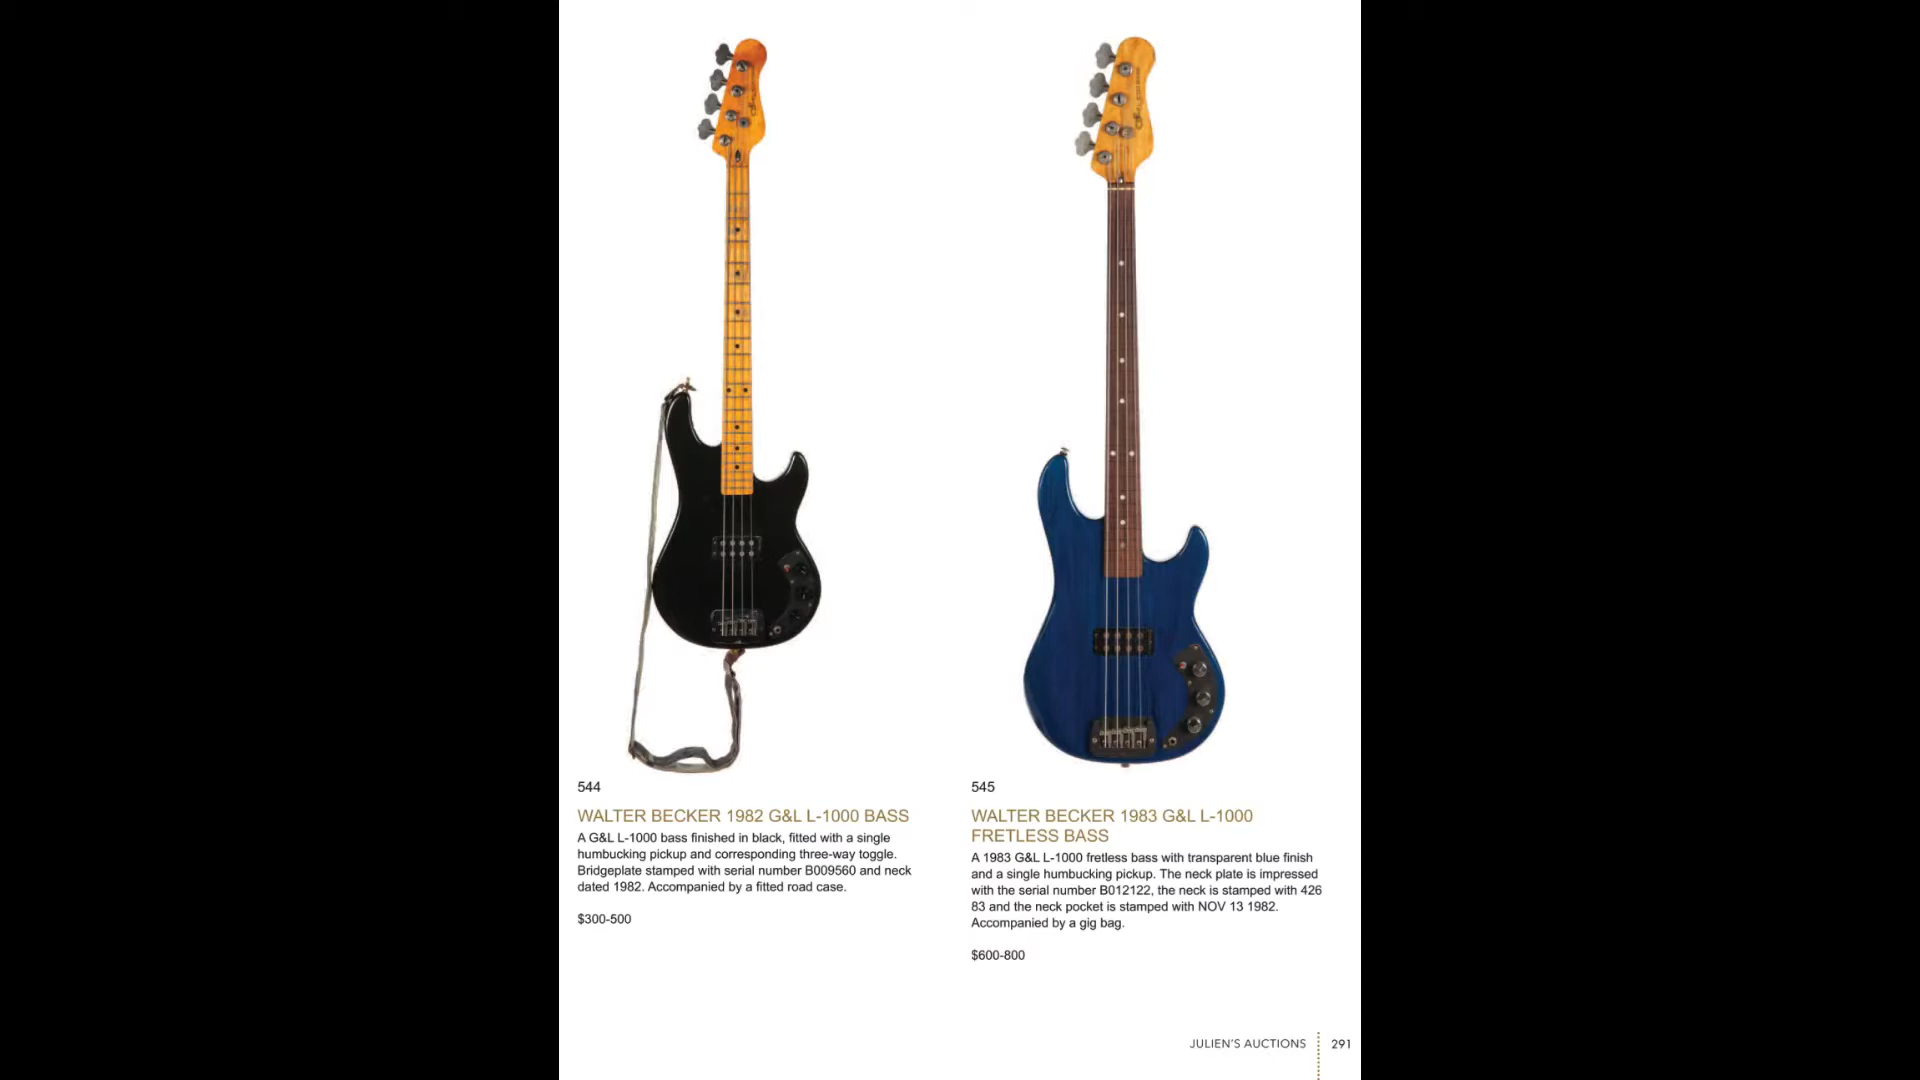 544
WALTER BECKER 1982 G&L L-1000 BASS
A G&L L-1000 bass finished in black, fitted with a single
humbucking pickup and corresponding three-way toggle.
Bridgeplate stamped with serial number B009560 and neck
dated 1982. Accompanied by a fitted road case.
$300-500
545
WALTER BECKER 1983 G&L L-1000
FRETLESS BASS
A 1983 G&L L-1000 fretless bass with transparent blue finish
and a single humbucking pickup. The neck plate is impressed
with the serial number B012122, the neck is stamped with 426
83 and the neck pocket is stamped with NOV 13 1982.
Accompanied by a gig bag.
$600-800
JULIEN'S AUCTIONS 291